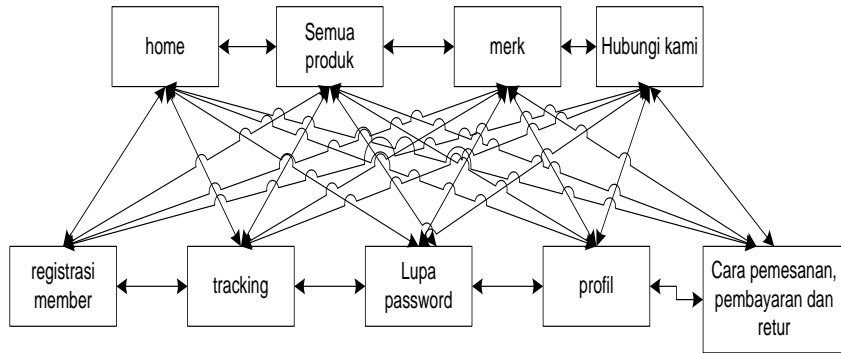 home
Semua
produk
merk
Hubungi kami
registrasi
member
tracking
Lupa
password
profil
Cara pemesanan,
pembayaran dan
retur